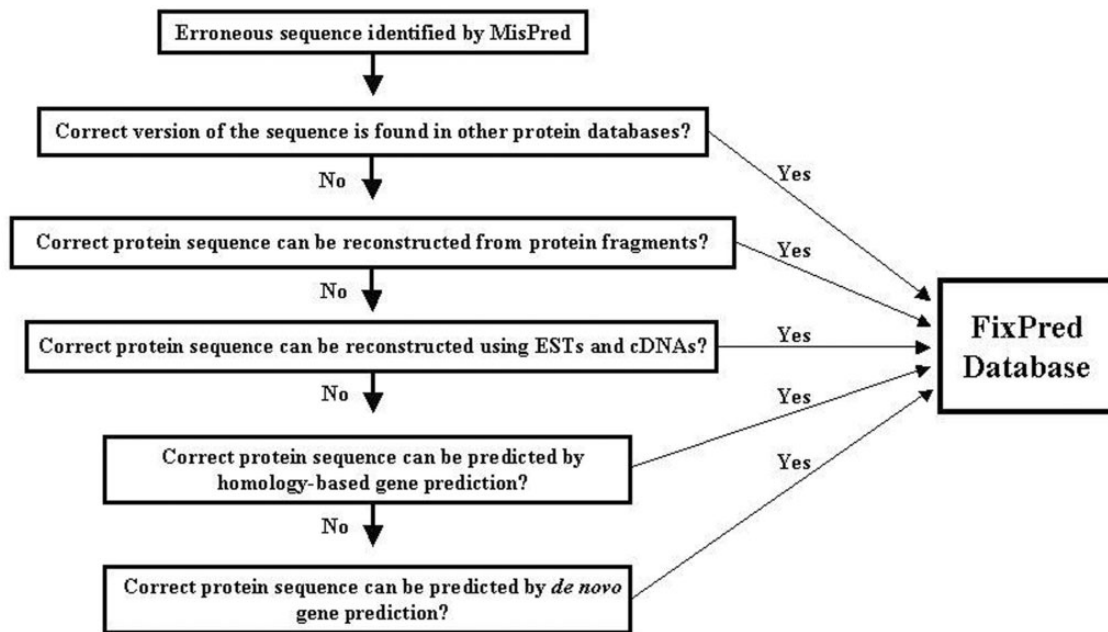 Erroneous sequence identified by MisPred
Correct version of the sequence is found in other protein databases?
Yes
No
Correct protein sequence can be reconstructed from protein fragments?
Yes
No
Correct protein sequence can be reconstructed using ESTs and cDNAs?
Yes
FixPred
Database
No
Yes
Correct protein sequence can be predicted by
homology-based gene prediction?
Yes
No
Correct protein sequence can be predicted by de novo
gene prediction?